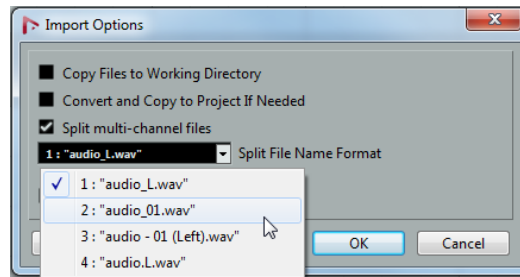 Import Options
Copy Files to Working Directory
Convert and Copy to Project If Needed
Split multi-channel files
1 : "audio_L.wav" Split File Name Format
1 : "audio_L.wav"
2 : "audio_01.wav"
3 : "audio - 01 (Left).wav"
4 : "audio.L.wav"
OK Cancel